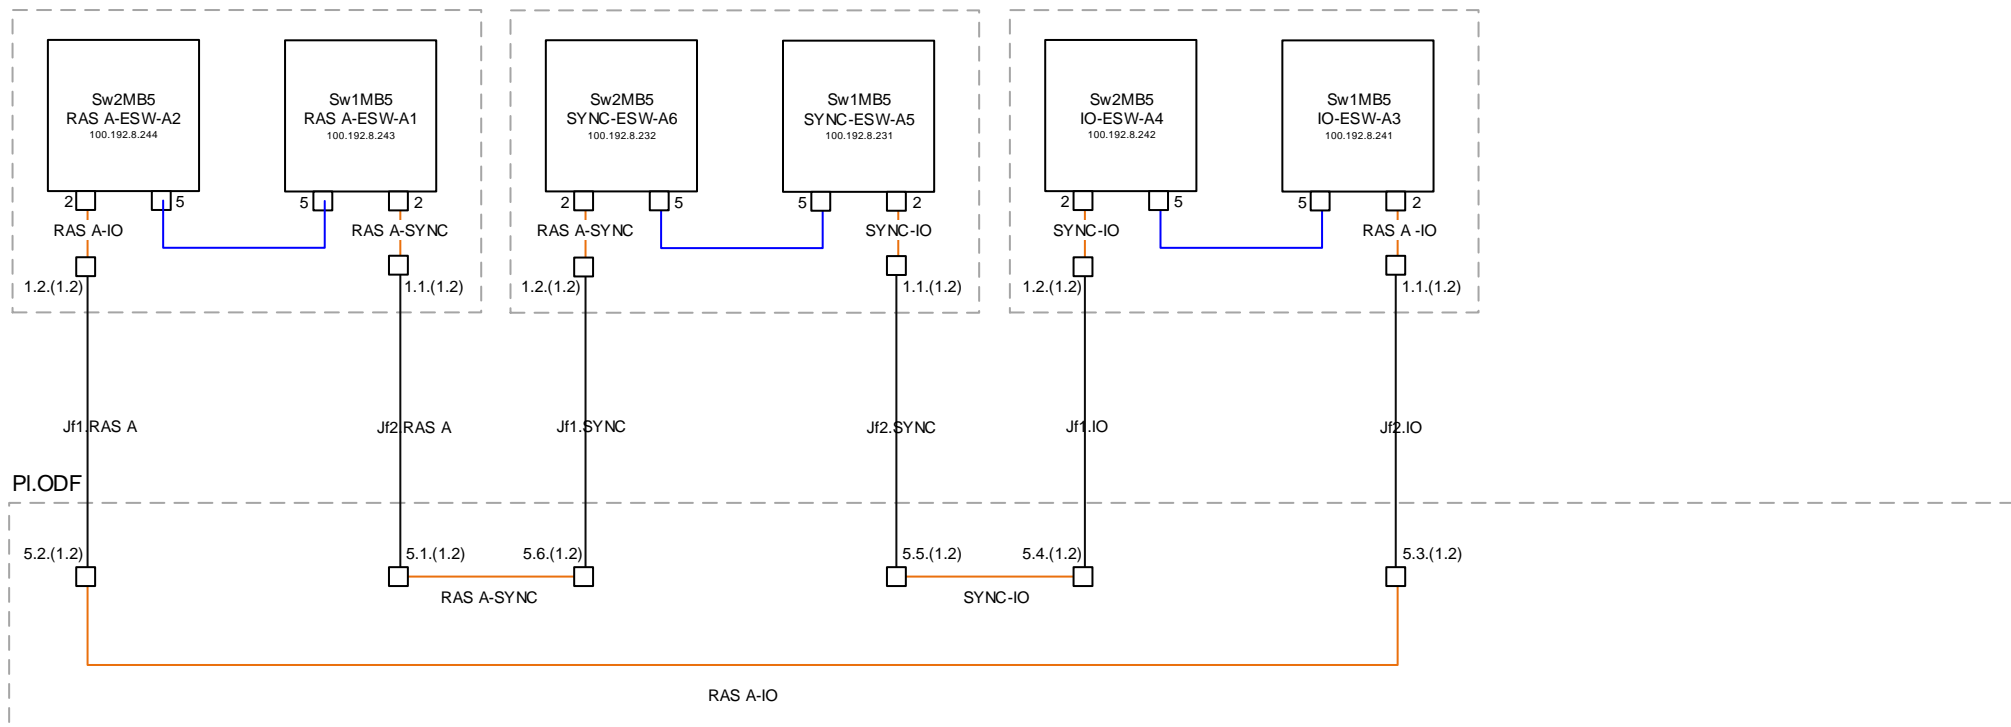 Sw2MB5
RAS A-ESW-A2
100.192.8.244
Sw1MB5
RAS A-ESW-A1
100.192.8.243
Sw2MB5
SYNC-ESW-A6
100.192.8.232
Sw1MB5
SYNC-ESW-A5
100.192.8.231
Sw2MB5
IO-ESW-A4
100.192.8.242
Sw1MB5
IO-ESW-A3
100.192.8.241
2
5
5
2
2
5
5
2
2
5
5
2
RAS A-IO
RAS A-SYNC
RAS A-SYNC
SYNC-IO
SYNC-IO
RAS A -IO
1.2.(1.2)
1.1.(1.2)
1.2.(1.2)
1.1.(1.2)
1.2.(1.2)
1.1.(1.2)
Jf1.RAS A
Jf2.RAS A
Jf1.SYNC
Jf2.SYNC
Jf1.IO
Jf2.IO
PI.ODF
5.2.(1.2)
5.1.(1.2)
5.6.(1.2)
5.5.(1.2)
5.4.(1.2)
5.3.(1.2)
RAS A-SYNC
SYNC-IO
RAS A-IO